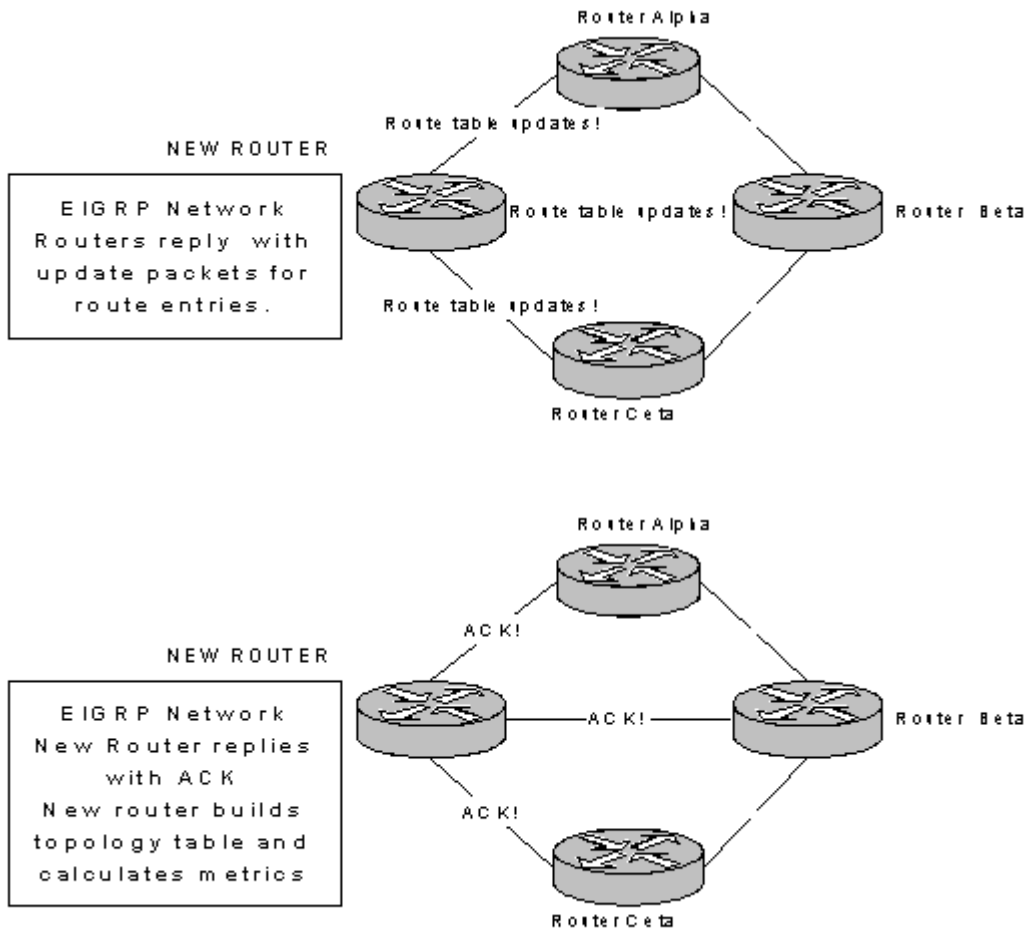 Router Alpha
Route table updates!
NEW ROUTER
EIGRP Network
Routers reply with
update packets for
route entries.
Route table updates!
Router Beta
Route table updates!
Router Ceta
Router Alpha
ACK!
NEW ROUTER
EIGRP Network
New Router replies
with ACK
New router builds
topology table and
calculates metrics
ACK!
Router Beta
ACK!
Router Ceta